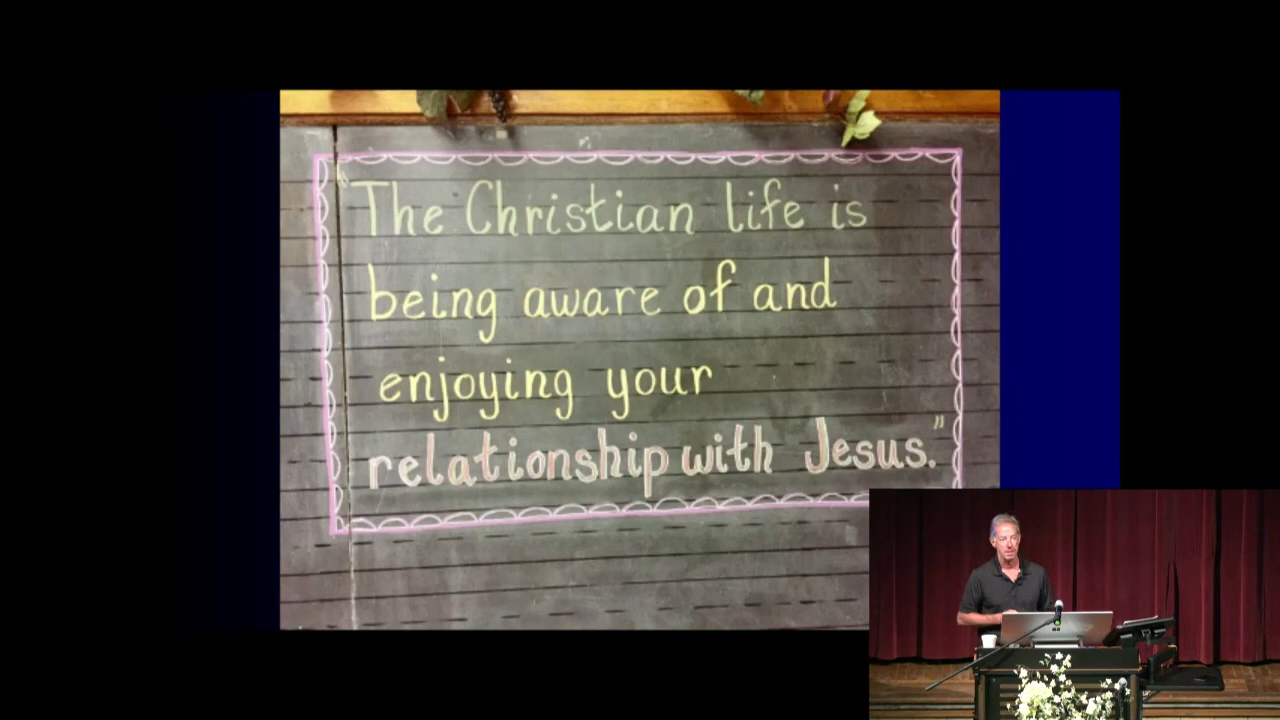 "The Christian life is
being aware of and
enjoying your
relationship with Jesus."